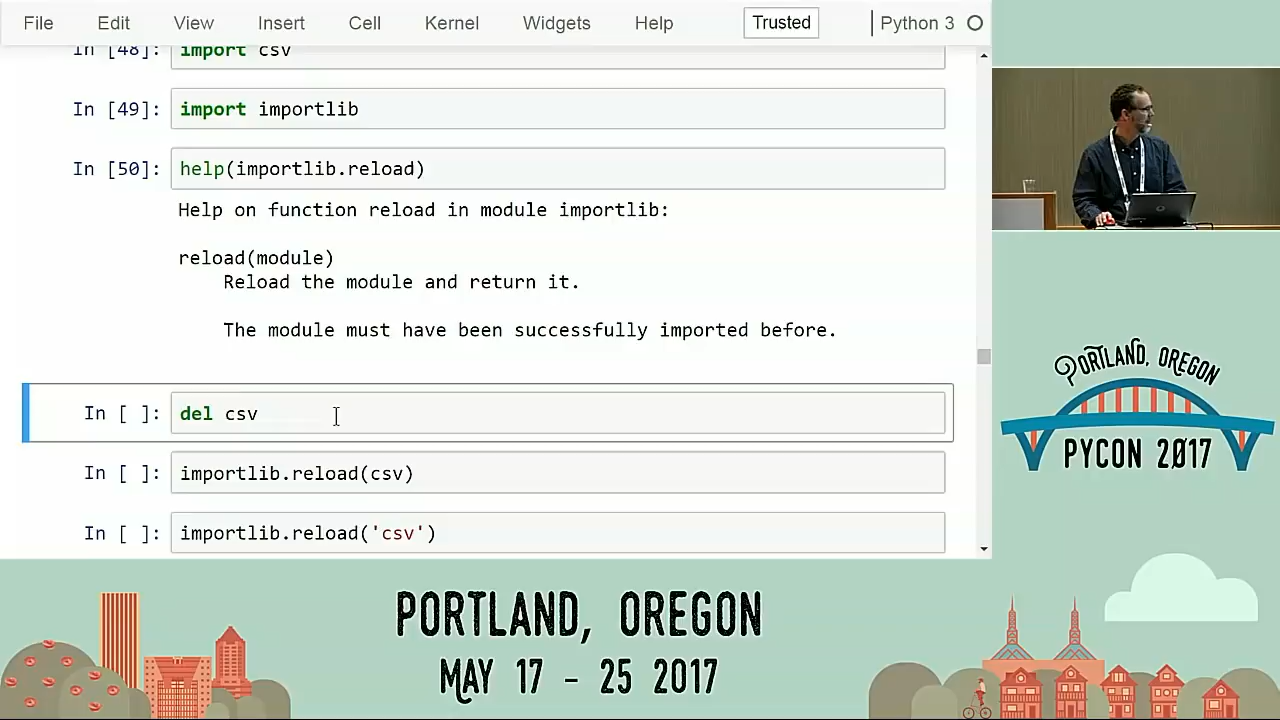 File Edit View Insert Cell Kernel Widgets Help Trusted Python 3
In [48]: import csv
In [49]: import importlib
In [50]: help(importlib.reload)
Help on function reload in module importlib:
reload(module)
Reload the module and return it.
The module must have been successfully imported before.
In [ ]: del csv
In [ ]: importlib.reload(csv)
In [ ]: importlib.reload('csv')
PORTLAND, OREGON
PYCON 2017
PORTLAND, OREGON
MAY 17 - 25 2017